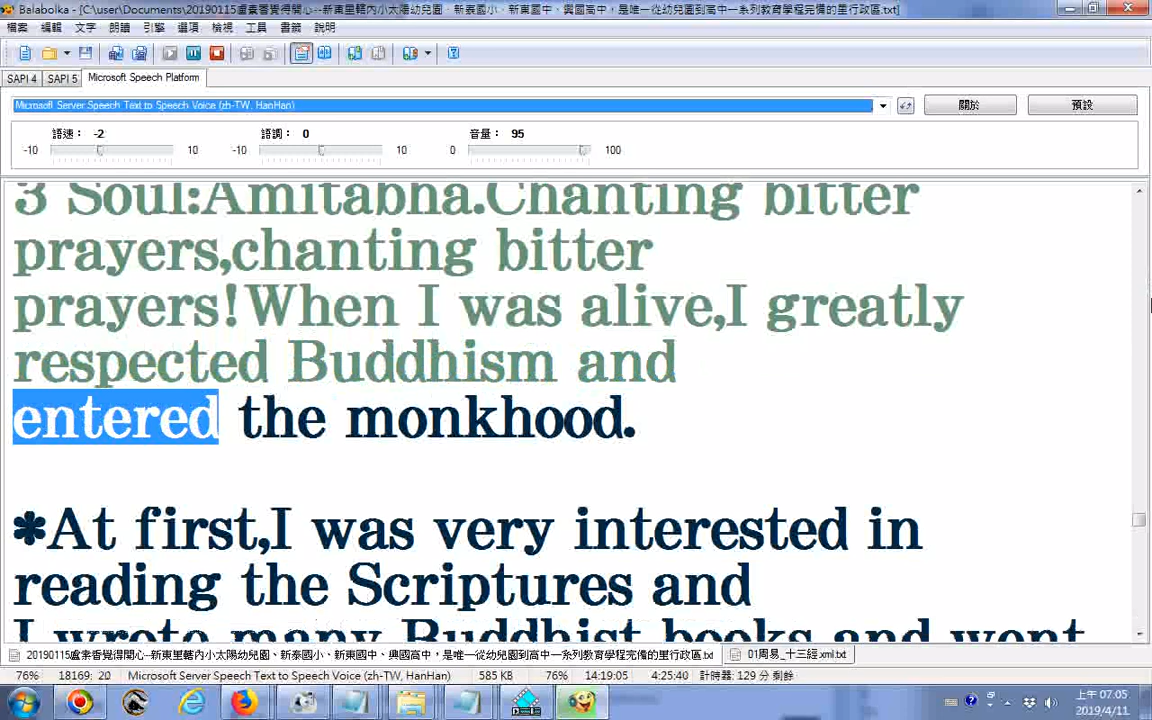 Balabolka - [C:\user\Documents\20190115盧素香覺得開心--新東里轄內小太陽幼兒園、新泰國小、新東國中、興國高中，是唯一從幼兒園到高中一系列教育學程完備的里行政區.txt]
檔案 編輯 文字 朗讀 引擎 選項 檢視 工具 書籤 說明
SAPI 4 SAPI 5 Microsoft Speech Platform
Microsoft Server Speech Text to Speech Voice (zh-TW, HanHan) 關於 預設
語速： -2 語調： 0 音量： 95
-10 10 -10 10 0 100
3 Soul:Amitabha.Chanting bitter
prayers,chanting bitter
prayers!When I was alive,I greatly
respected Buddhism and
entered the monkhood.
*At first,I was very interested in
reading the Scriptures and
I wrote many Buddhist books and went
20190115盧素香覺得開心--新東里轄內小太陽幼兒園、新泰國小、新東國中、興國高中，是唯一從幼兒園到高中一系列教育學程完備的里行政區.txt 01周易_十三經.xml.txt
76% 18169: 20 Microsoft Server Speech Text to Speech Voice (zh-TW, HanHan) 585 KB 76% 14:19:05 4:25:40 計時器: 129 分 剩餘
上午 07:05
2019/4/11